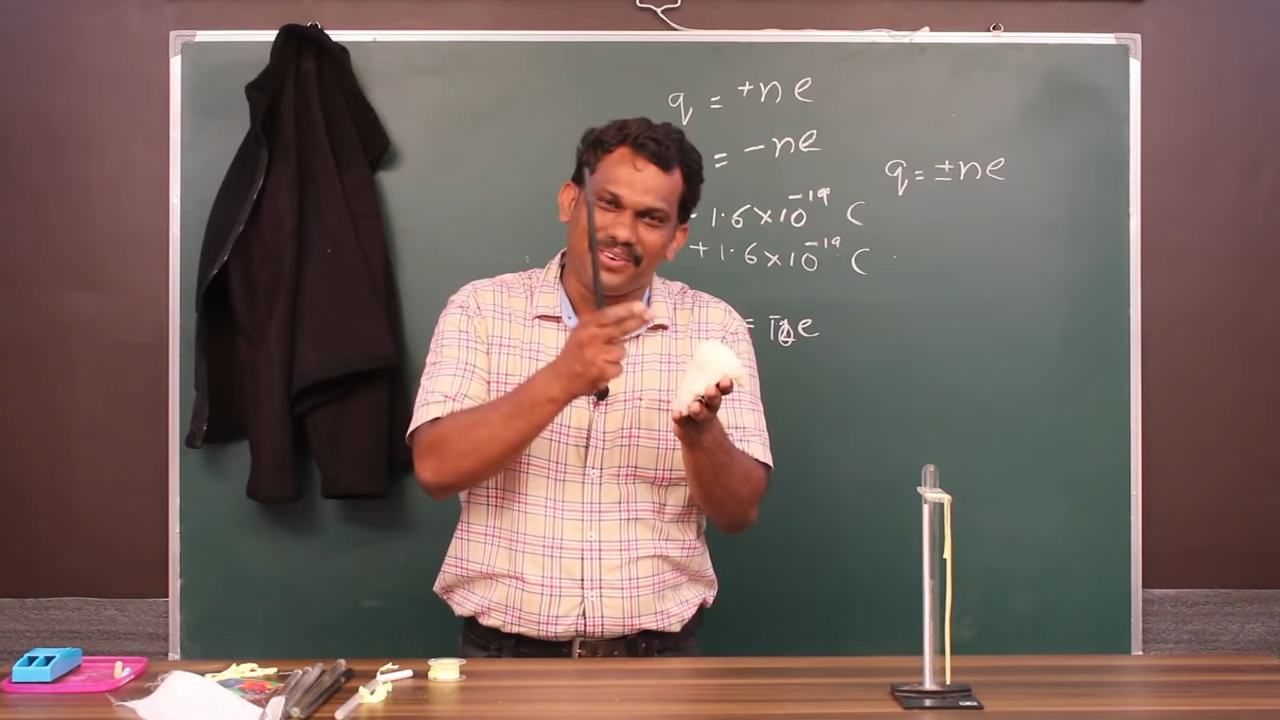 q = +ne
= -ne
q = ±ne
- 1.6×10⁻¹⁹ C
+ 1.6×10⁻¹⁹ C